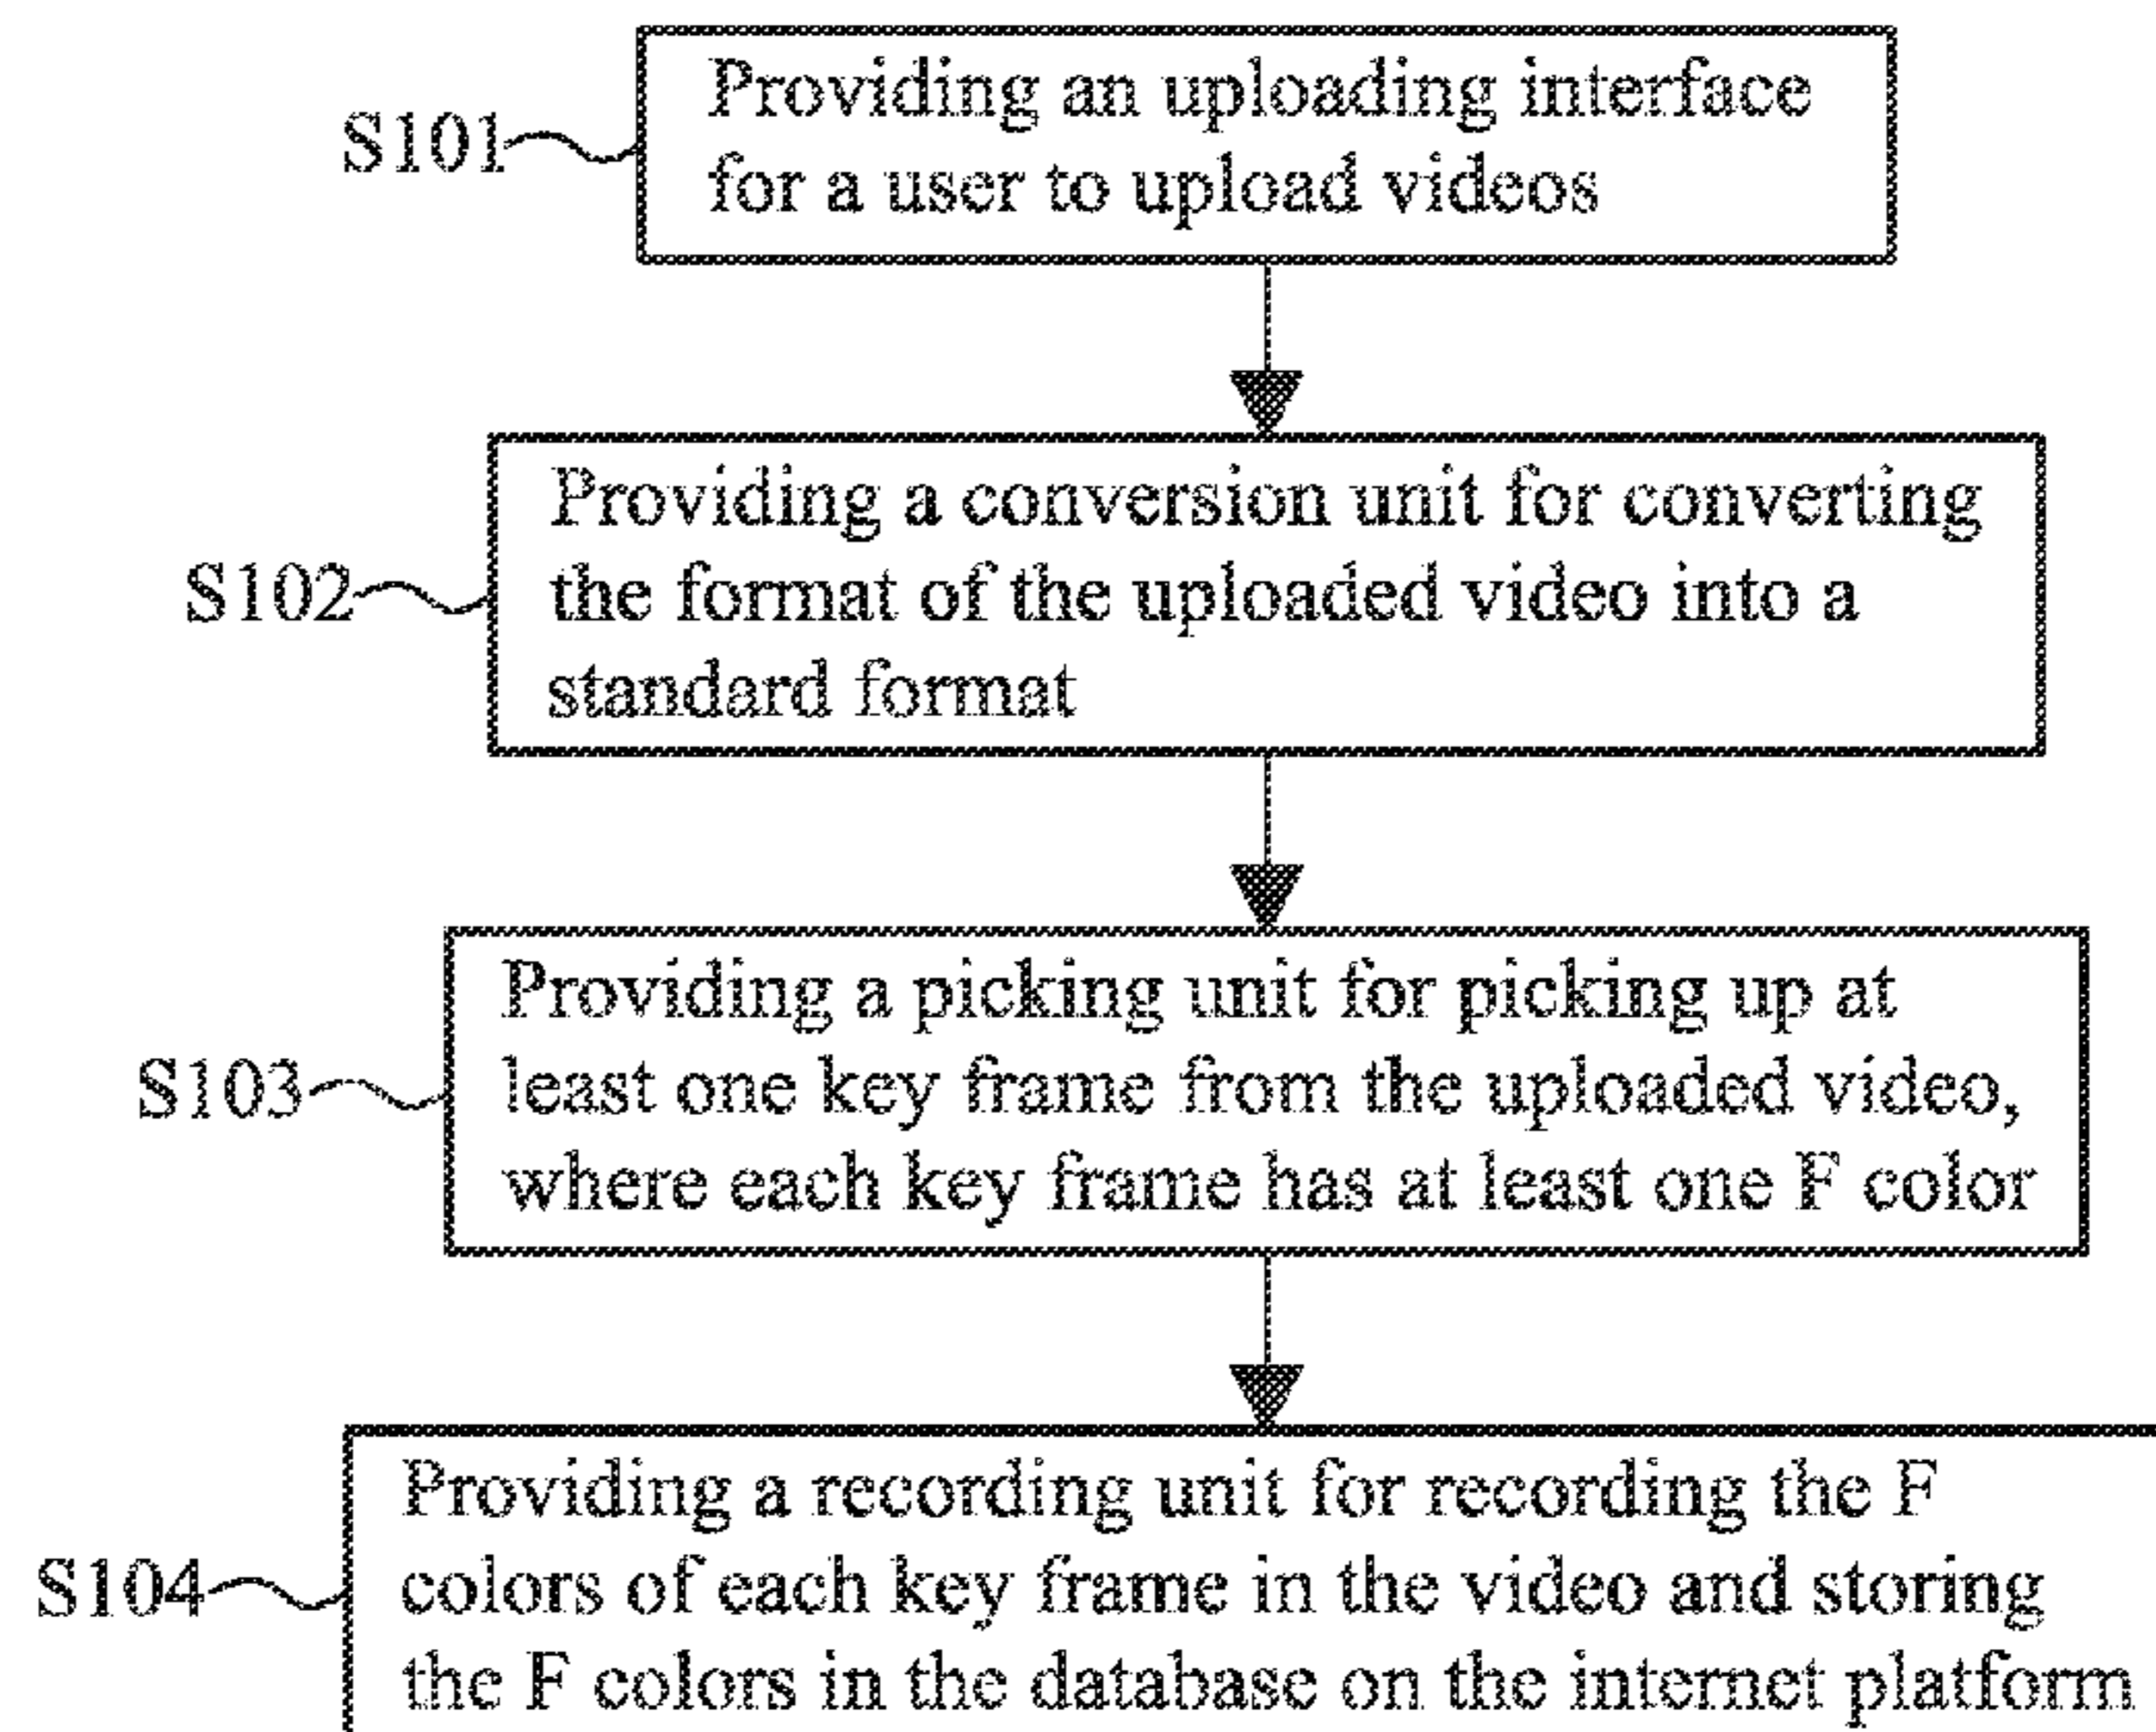 S101
Providing an uploading interface
for a user to upload videos
S102
Providing a conversion unit for converting
the format of the uploaded video into a
standard format
S103
Providing a picking unit for picking up at
least one key frame from the uploaded video,
where each key frame has at least one F color
S104
Providing a recording unit for recording the F
colors of each key frame in the video and storing
the F colors in the database on the internet platform